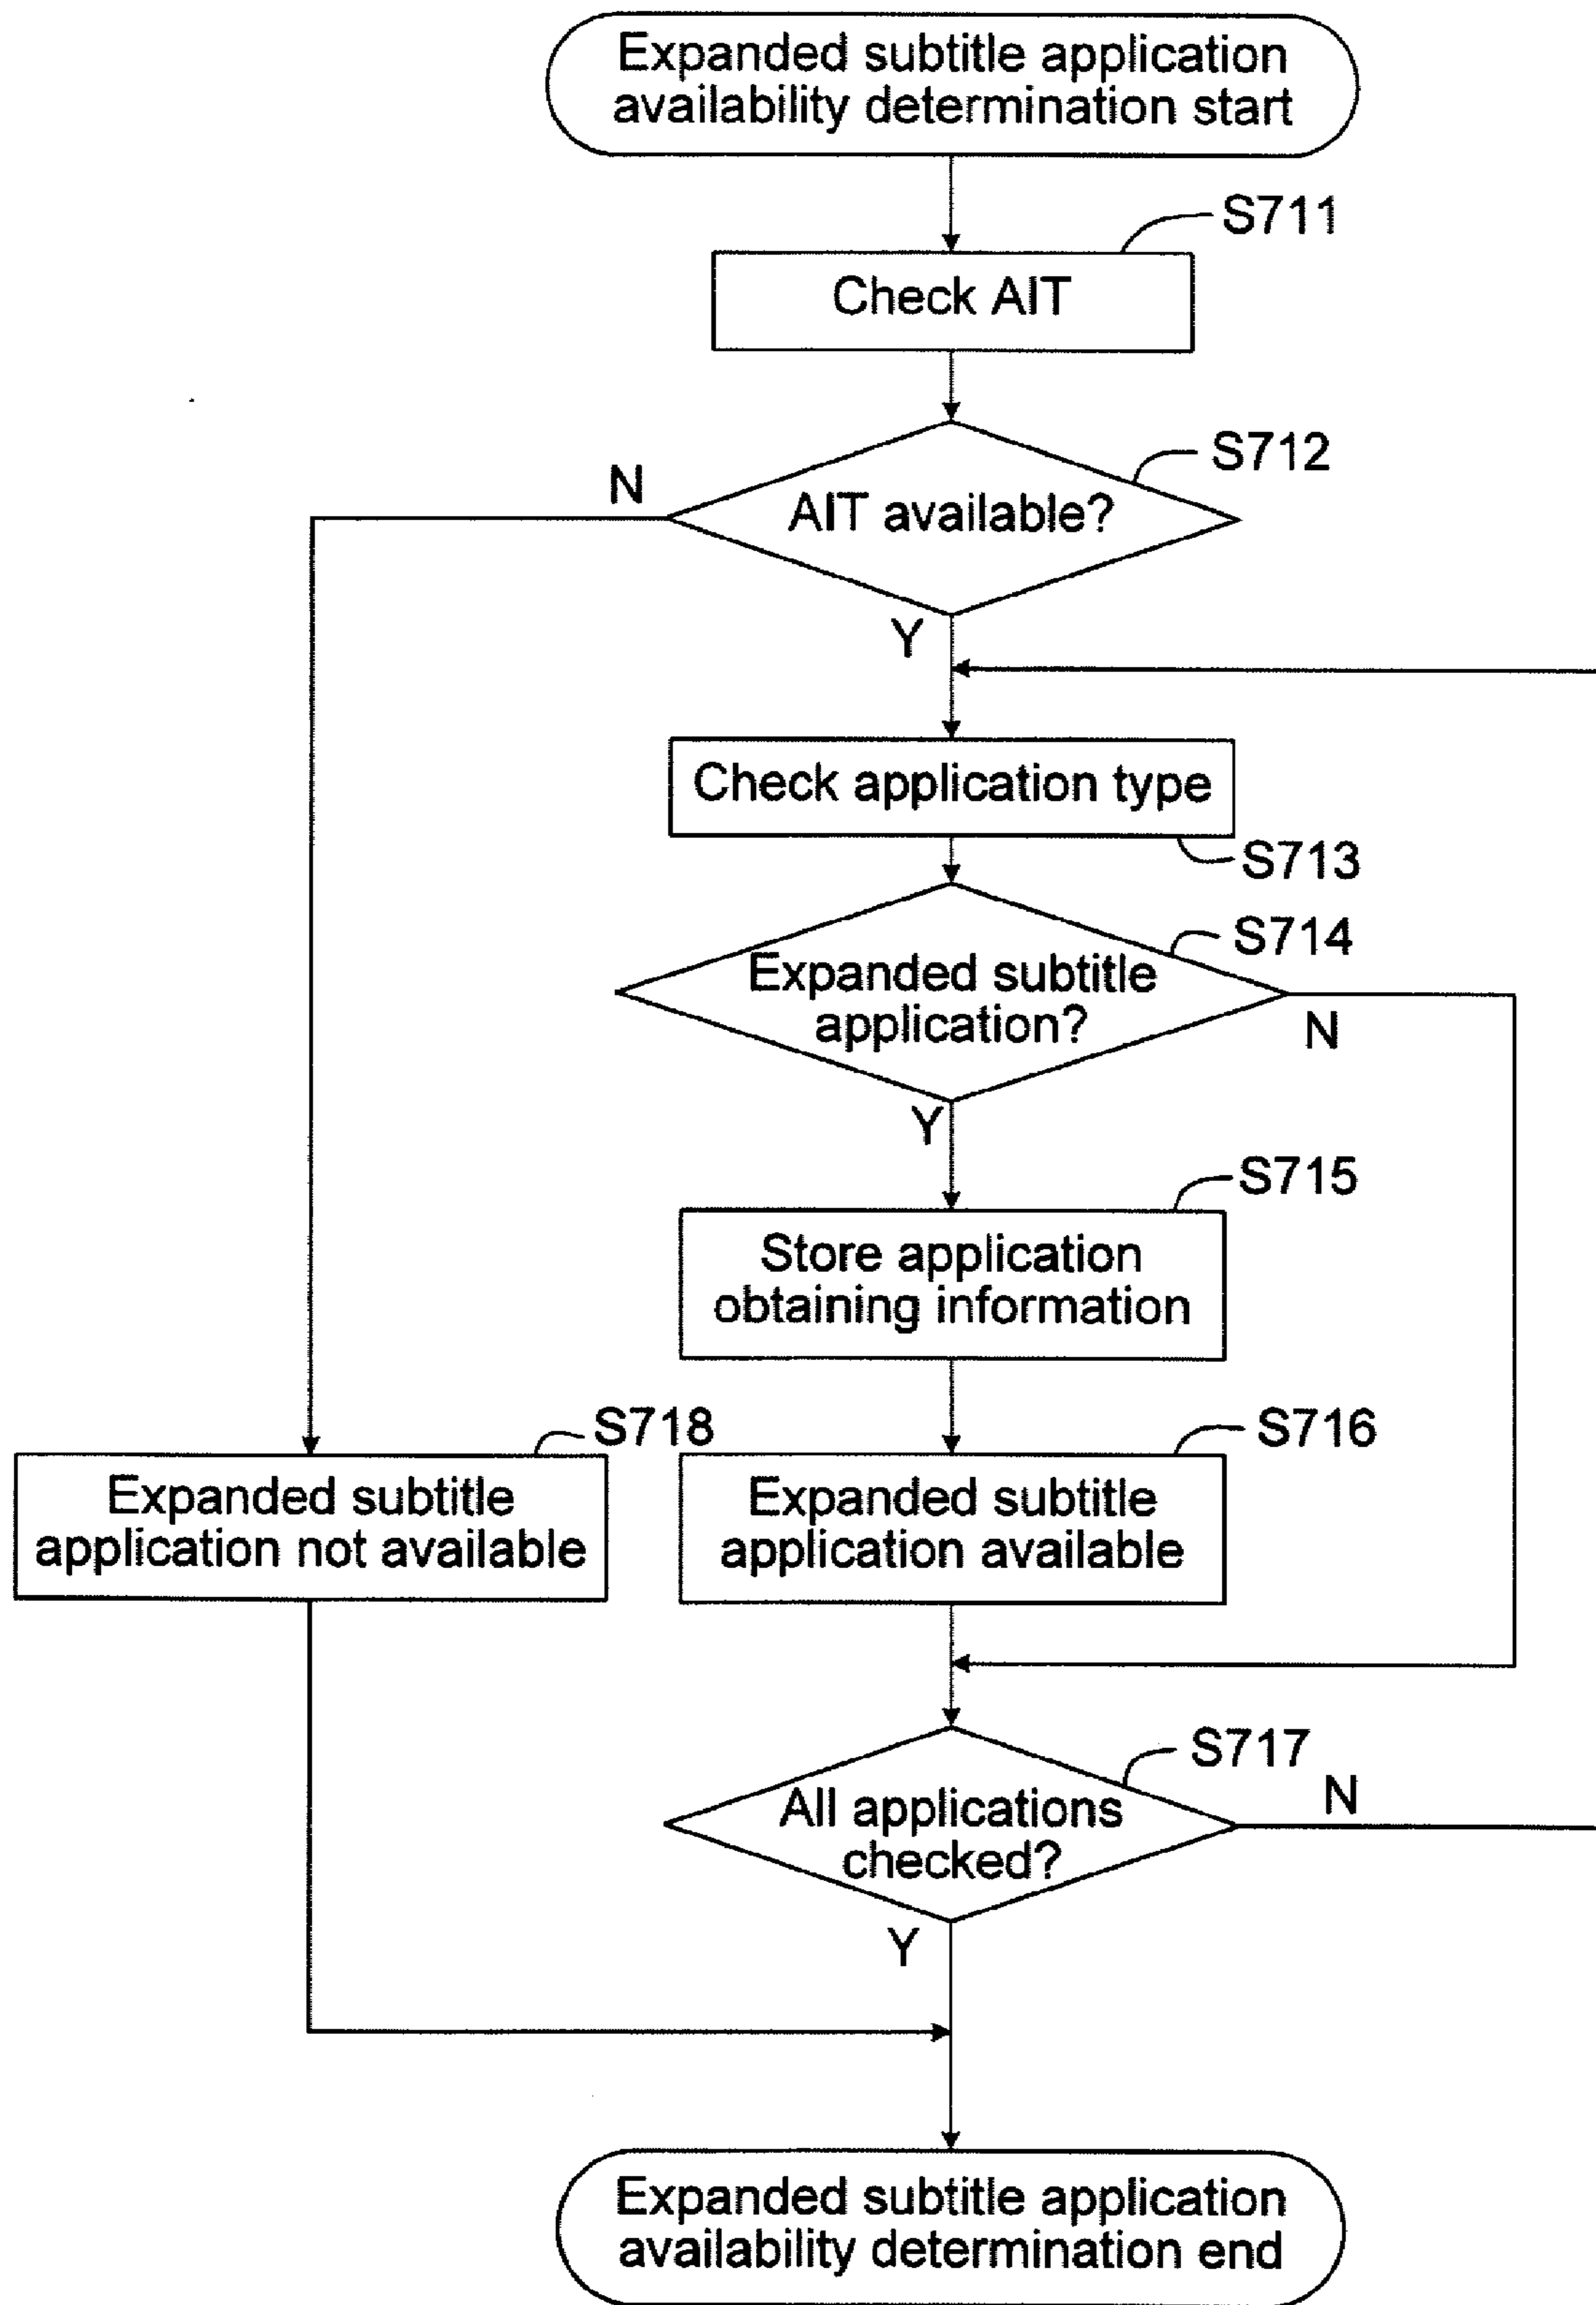 Expanded subtitle application
availability determination start
S711
Check AIT
S712
N
AIT available?
Y
Check application type
S713
S714
Expanded subtitle
application?
N
Y
S715
Store application
obtaining information
S718
S716
Expanded subtitle
application not available
Expanded subtitle
application available
S717
All applications
checked?
N
Y
Expanded subtitle application
availability determination end